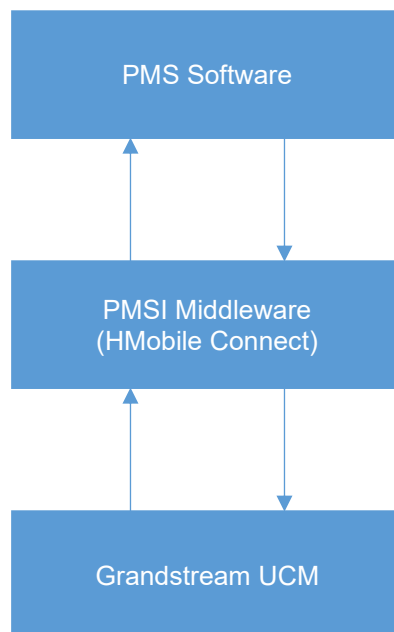 PMS Software
PMSI Middleware
(HMobile Connect)
Grandstream UCM